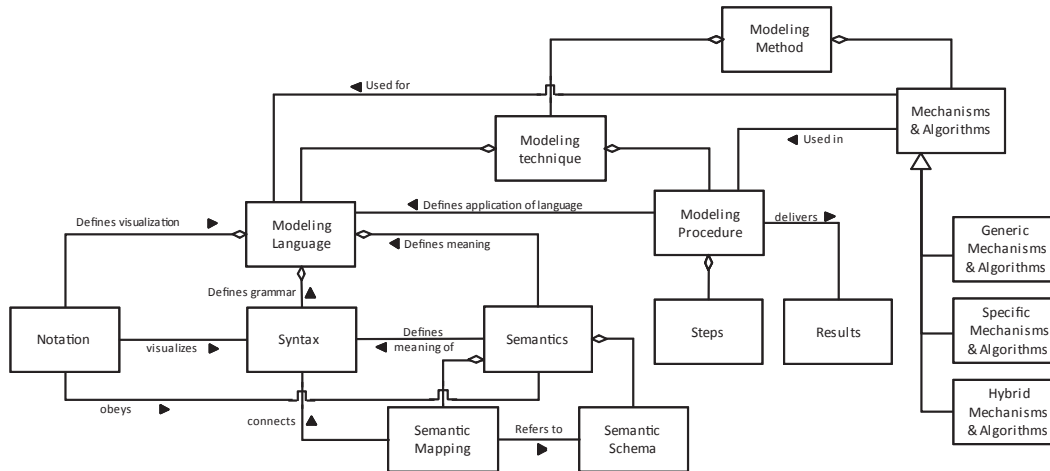 Modeling
Method
Used for
Mechanisms
& Algorithms
Modeling
technique
Used in
Defines visualization
Modeling
Language
Defines application of language
Modeling
Procedure
delivers
Defines meaning
Generic
Mechanisms
& Algorithms
Defines grammar
Notation
visualizes
Syntax
Defines
meaning of
Semantics
Steps
Results
Specific
Mechanisms
& Algorithms
obeys
connects
Semantic
Mapping
Refers to
Semantic
Schema
Hybrid
Mechanisms
& Algorithms